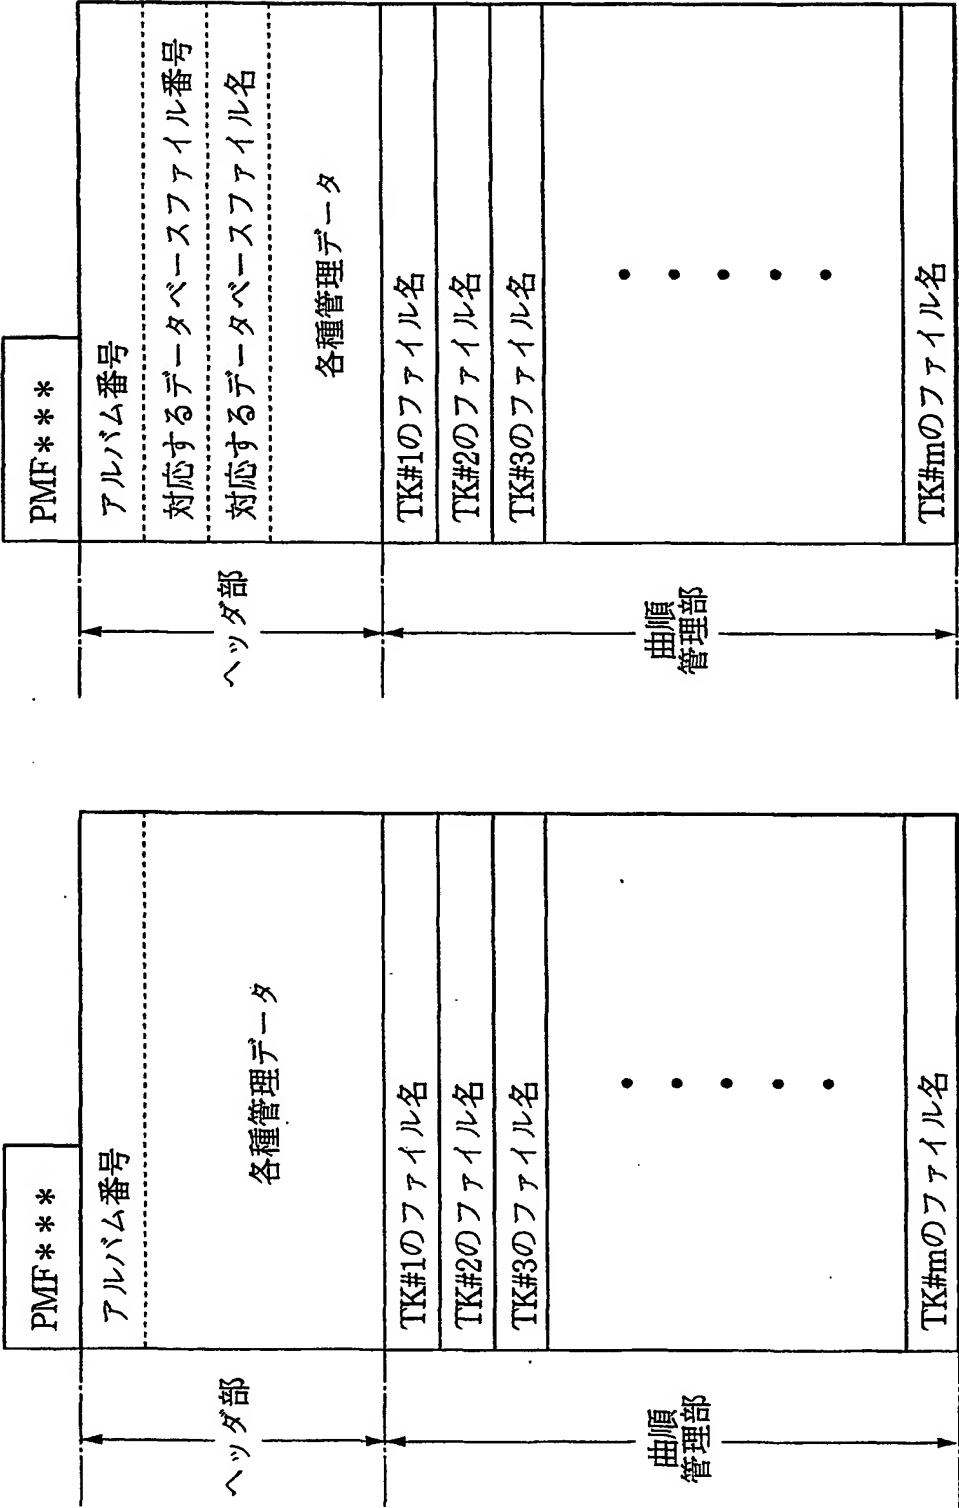 PMF***
アルバム番号
各種管理データ
TK#1のファイル名
TK#2のファイル名
TK#3のファイル名
TK#mのファイル名
ヘッダ部
曲順
管理部
PMF***
アルバム番号
対応するデータベースファイル番号
対応するデータベースファイル名
各種管理データ
TK#1のファイル名
TK#2のファイル名
TK#3のファイル名
TK#mのファイル名
ヘッダ部
曲順
管理部